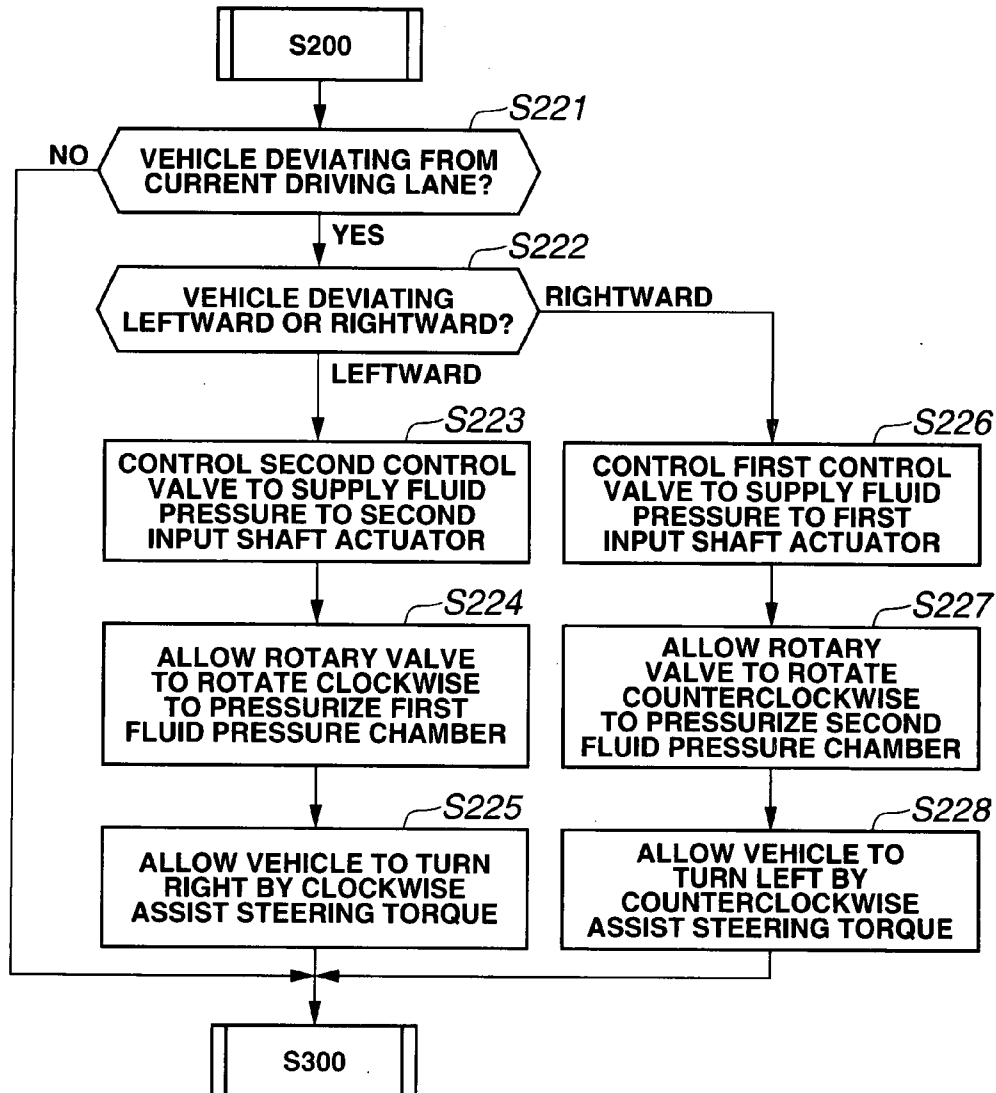 S200
S221
NO
VEHICLE DEVIATING FROM
CURRENT DRIVING LANE?
YES
S222
VEHICLE DEVIATING
LEFTWARD OR RIGHTWARD?
RIGHTWARD
LEFTWARD
S223
CONTROL SECOND CONTROL
VALVE TO SUPPLY FLUID
PRESSURE TO SECOND
INPUT SHAFT ACTUATOR
S226
CONTROL FIRST CONTROL
VALVE TO SUPPLY FLUID
PRESSURE TO FIRST
INPUT SHAFT ACTUATOR
S224
ALLOW ROTARY VALVE
TO ROTATE CLOCKWISE
TO PRESSURIZE FIRST
FLUID PRESSURE CHAMBER
S227
ALLOW ROTARY
VALVE TO ROTATE
COUNTERCLOCKWISE
TO PRESSURIZE SECOND
FLUID PRESSURE CHAMBER
S225
ALLOW VEHICLE TO TURN
RIGHT BY CLOCKWISE
ASSIST STEERING TORQUE
S228
ALLOW VEHICLE TO
TURN LEFT BY
COUNTERCLOCKWISE
ASSIST STEERING TORQUE
S300